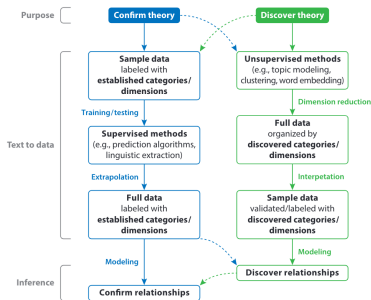 Purpose
Confirm theory
Discover theory
Sample data
labeled with
established categories/
dimensions
Unsupervised methods
(e.g., topic modeling,
clustering, word embedding)
Training/testing
Dimension reduction
Text to data
Supervised methods
(e.g., prediction algorithms,
linguistic extraction)
Full data
organized by
discovered categories/
dimensions
Extrapolation
Interpetation
Full data
labeled with
established categories/
dimensions
Sample data
validated/labeled with
discovered categories/
dimensions
Modeling
Modeling
Inference
Discover relationships
Confirm relationships